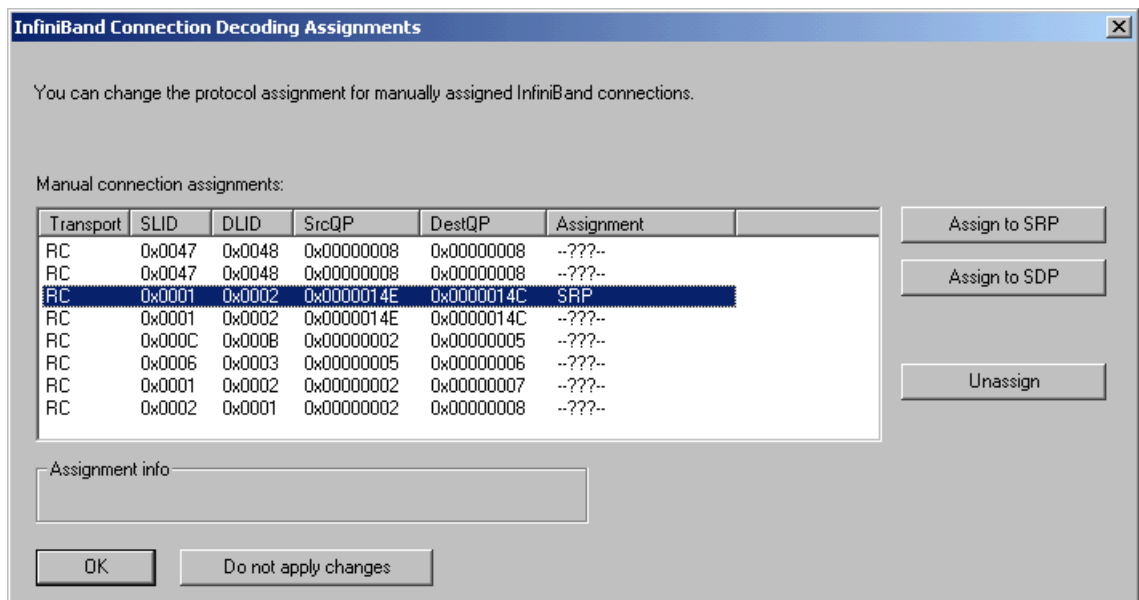 InfiniBand Connection Decoding Assignments
You can change the protocol assignment for manually assigned InfiniBand connections.
Manual connection assignments:
Transport SLID DLID SrcQP DestQP Assignment
RC 0x0047 0x0048 0x00000008 0x00000008 --???--
RC 0x0047 0x0048 0x00000008 0x00000008 --???--
RC 0x0001 0x0002 0x0000014E 0x0000014C SRP
RC 0x0001 0x0002 0x0000014E 0x0000014C --???--
RC 0x000C 0x000B 0x00000002 0x00000005 --???--
RC 0x0006 0x0003 0x00000005 0x00000006 --???--
RC 0x0001 0x0002 0x00000002 0x00000007 --???--
RC 0x0002 0x0001 0x00000002 0x00000008 --???--
Assign to SRP
Assign to SDP
Unassign
Assignment info
OK Do not apply changes